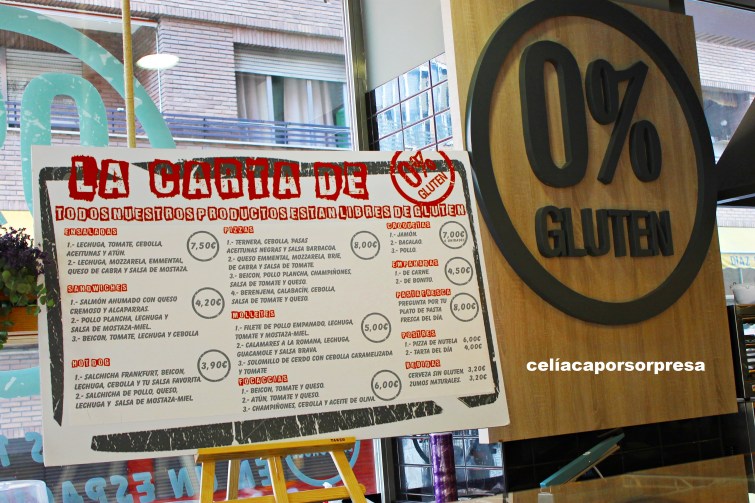 LA CARTA DE
0%
GLUTEN
TODOS NUESTROS PRODUCTOS ESTAN LIBRES DE GLUTEN
ENSALADAS
1.- LECHUGA, TOMATE, CEBOLLA,
ACEITUNAS Y ATÚN.
2.- LECHUGA, MOZZARELLA, EMMENTAL,
QUESO DE CABRA Y SALSA DE MOSTAZA.
7,50€
SANDWICHES
1.- SALMÓN AHUMADO CON QUESO
CREMOSO Y ALCAPARRAS.
2.- POLLO PLANCHA, LECHUGA Y
SALSA DE MOSTAZA-MIEL.
3.- BEICON, TOMATE, LECHUGA Y CEBOLLA
4,20€
HOT DOG
1.- SALCHICHA FRANKFURT, BEICON,
LECHUGA, CEBOLLA Y TU SALSA FAVORITA
2.- SALCHICHA DE POLLO, QUESO,
LECHUGA Y SALSA DE MOSTAZA-MIEL.
3,90€
PIZZAS
1.- TERNERA, CEBOLLA, PASAS,
ACEITUNAS NEGRAS Y SALSA BARBACOA.
2.- QUESO EMMENTAL, MOZZARELLA, BRIE,
DE CABRA Y SALSA DE TOMATE.
3.- BEICON, POLLO PLANCHA, CHAMPIÑONES,
SALSA DE TOMATE Y QUESO.
4.- BERENJENA, CALABACÍN, CEBOLLA,
SALSA DE TOMATE Y QUESO.
8,00€
MOLLETES
1.- FILETE DE POLLO EMPANADO, LECHUGA,
TOMATE Y MOSTAZA-MIEL.
2.- CALAMARES A LA ROMANA, LECHUGA,
GUACAMOLE Y SALSA BRAVA.
3.- SOLOMILLO DE CERDO CON CEBOLLA CARAMELIZADA
Y TOMATE
5,00€
FOCACCIAS
1.- BEICON, TOMATE Y QUESO.
2.- ATÚN, TOMATE Y QUESO.
3.- CHAMPIÑONES, CEBOLLA Y ACEITE DE OLIVA.
6,00€
CROQUETAS
1.- JAMÓN.
2.- BACALAO.
3.- POLLO.
7,00€
EMPANADAS
1.- DE CARNE
2.- DE BONITO.
4,50€
PASTA FRESCA
PREGUNTA POR TU
PLATO DE PASTA
FRESCA DEL DÍA.
8,00€
POSTRES
1.- PIZZA DE NUTELA 6,00€
2.- TARTA DEL DÍA 4,00€
BEBIDAS
CERVEZA SIN GLUTEN, 3,20€
ZUMOS NATURALES. 3,20€
0%
GLUTEN
celíacaporsorpresa